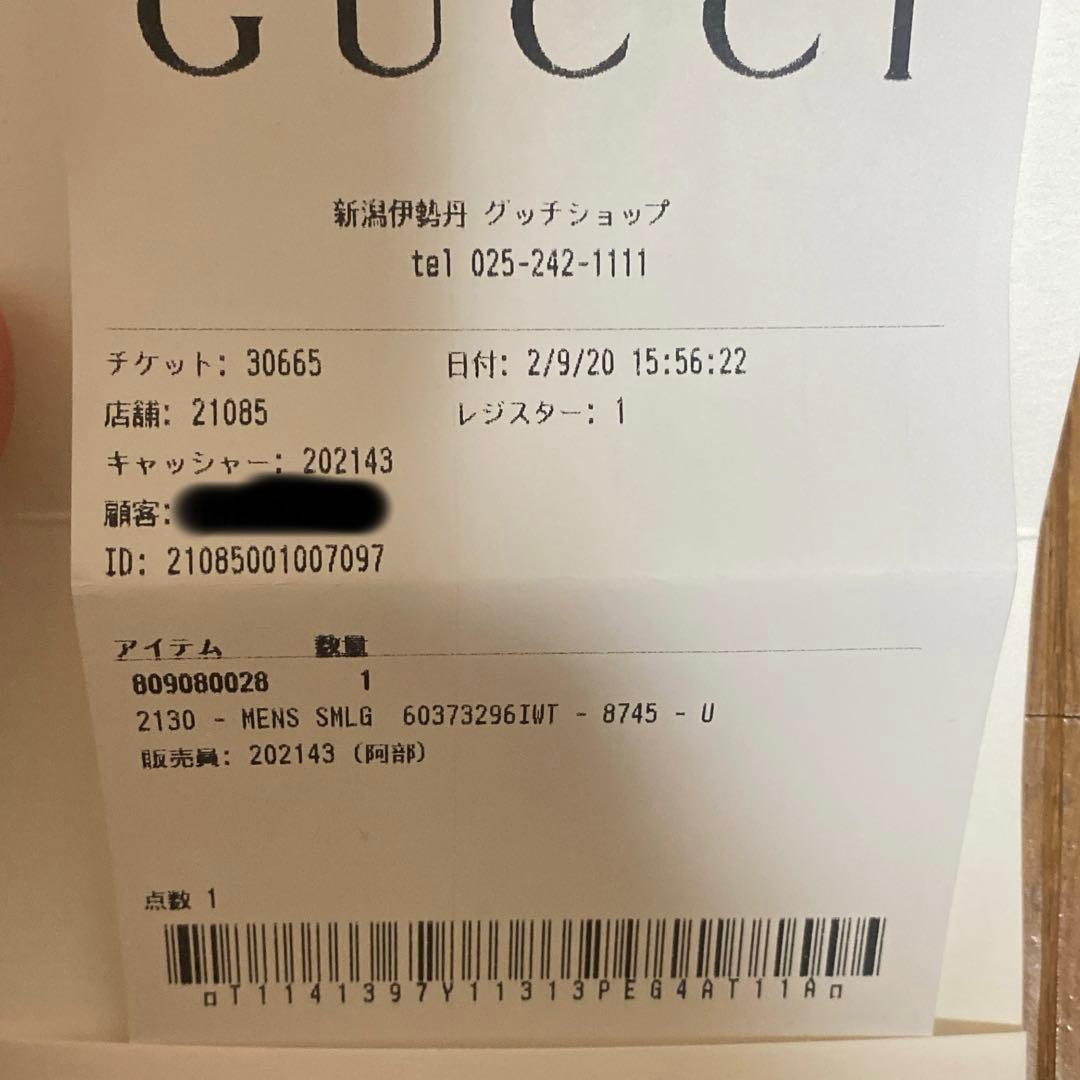 GUCCI
新潟伊勢丹 グッチショップ
tel 025-242-1111
チケット: 30665 日付: 2/9/20 15:56:22
店舗: 21085 レジスター: 1
キャッシャー: 202143
顧客:
ID: 21085001007097
アイテム 数量
809080028 1
2130 - MENS SMLG 60373296IWT - 8745 - U
販売員: 202143 (阿部)
点数 1
¤T1141397Y11313PEG4AT11A¤